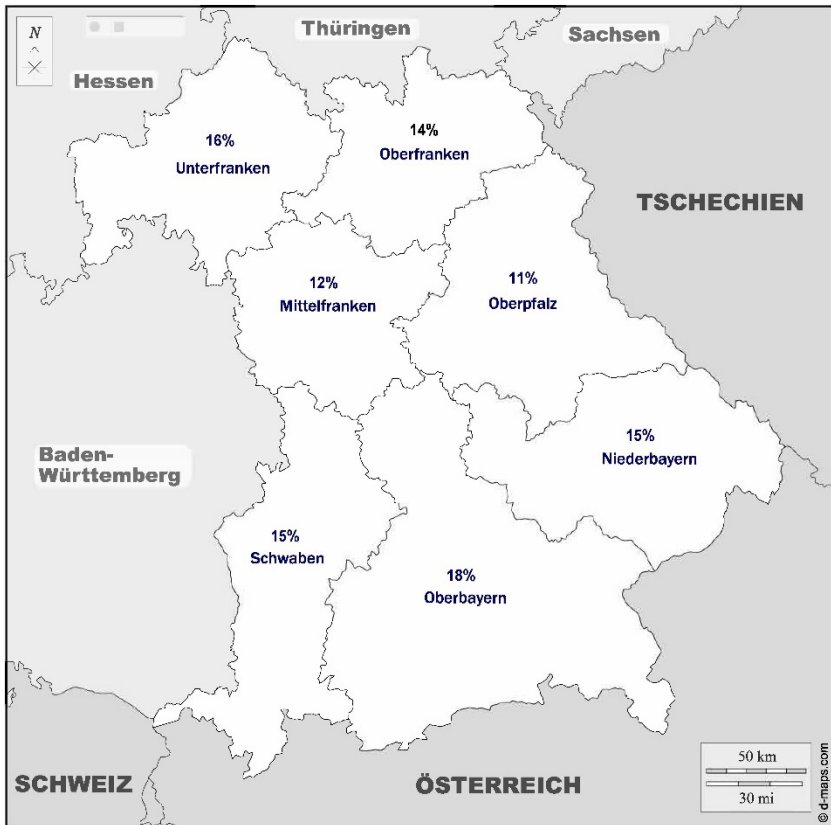 N
Thüringen
Sachsen
Hessen
16%
Unterfranken
14%
Oberfranken
TSCHECHIEN
12%
Mittelfranken
11%
Oberpfalz
Baden-
Württemberg
15%
Niederbayern
15%
Schwaben
18%
Oberbayern
SCHWEIZ
ÖSTERREICH
50 km
30 mi
© d-maps.com